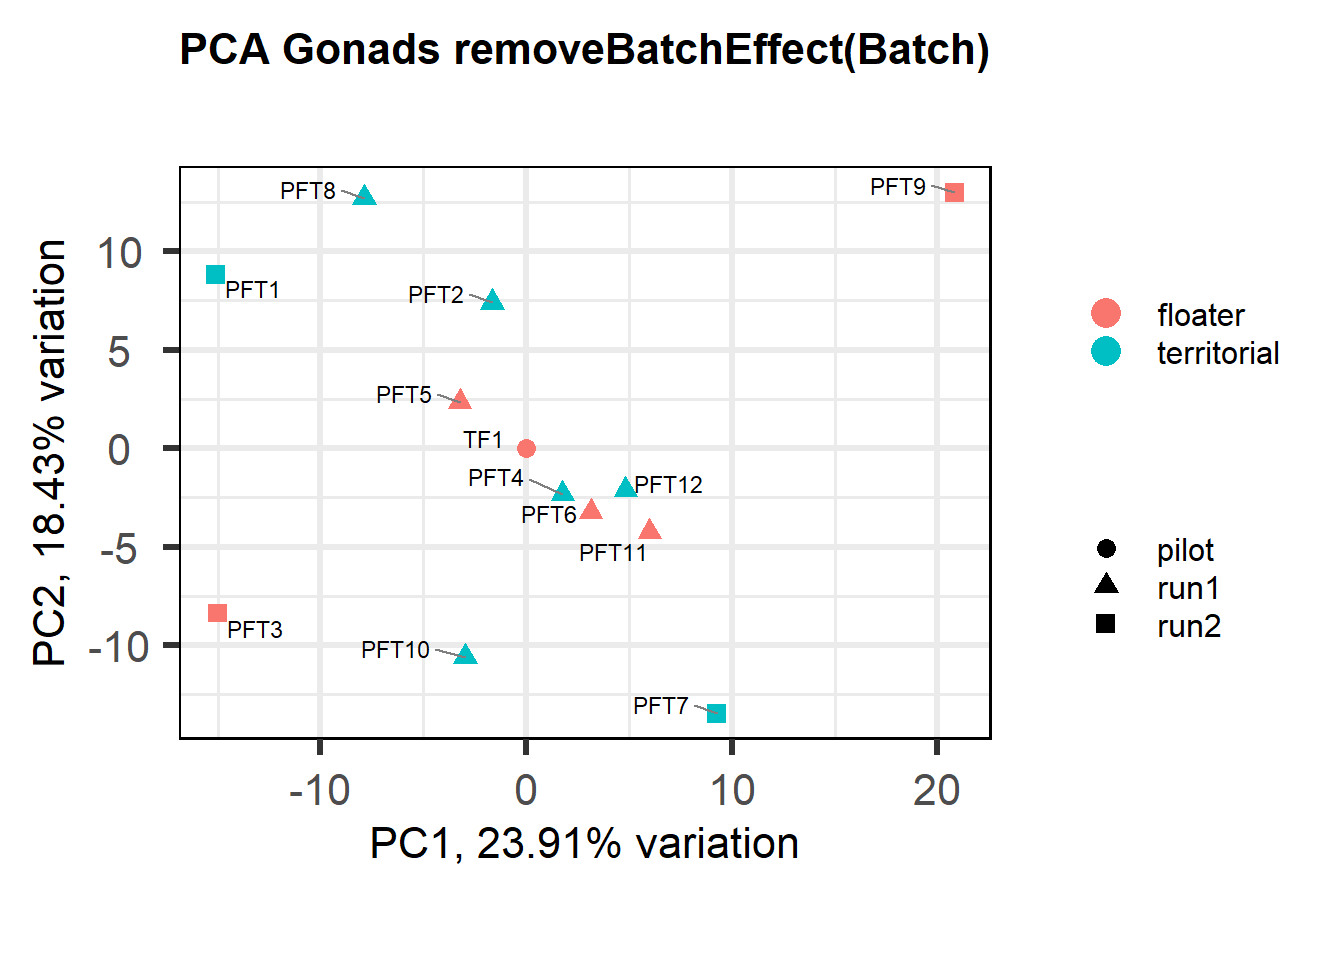 PCA Gonads removeBatchEffect(Batch)
PFT8
PFT9
PFT1
PFT2
PFT5
TF1
PFT4
PFT12
PFT6
PFT11
PFT3
PFT10
PFT7
10
5
0
-5
-10
PC2, 18.43% variation
-10
0
10
20
PC1, 23.91% variation
floater
territorial
pilot
run1
run2